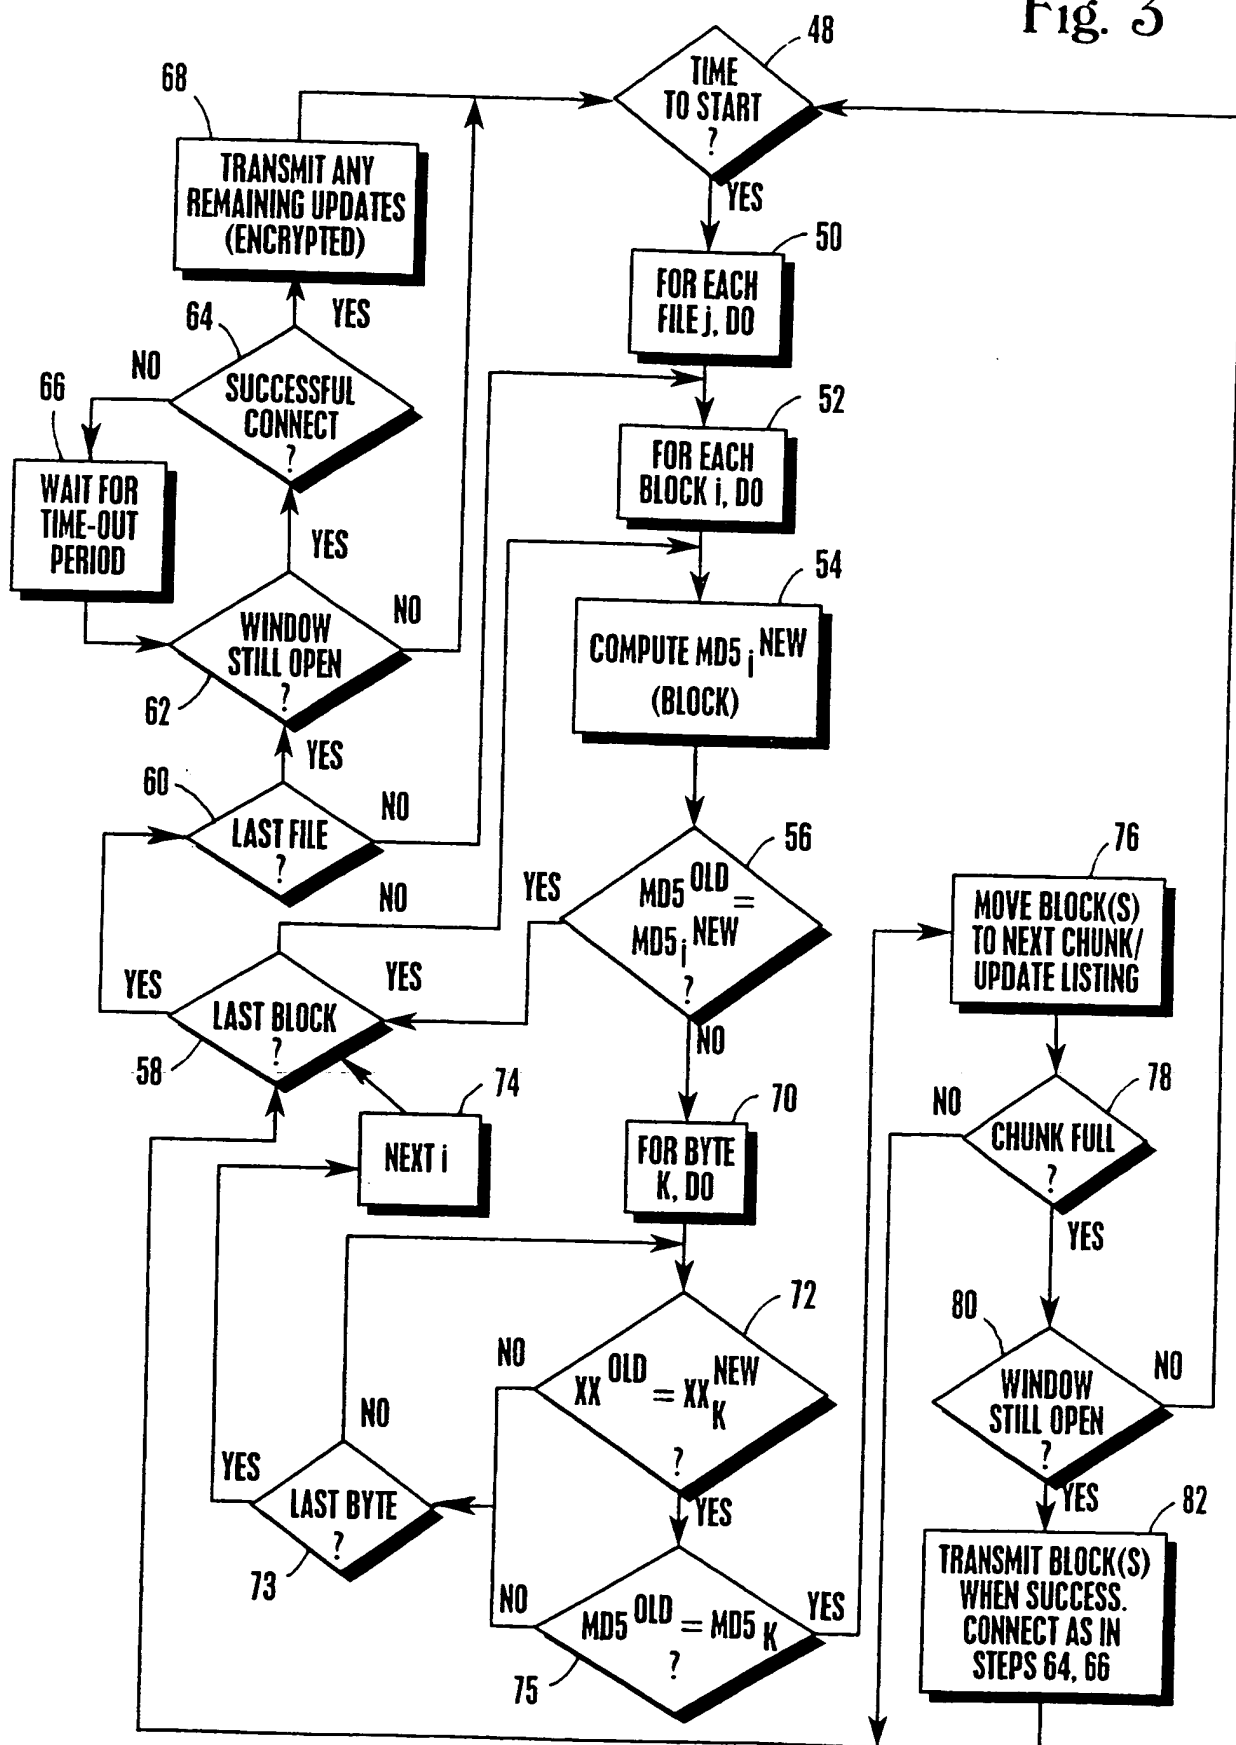 Fig. 3
48
TIME
TO START
?
YES
68
TRANSMIT ANY
REMAINING UPDATES
(ENCRYPTED)
YES
50
FOR EACH
FILE j, DO
64
NO
SUCCESSFUL
CONNECT
?
66
WAIT FOR
TIME-OUT
PERIOD
YES
52
FOR EACH
BLOCK i, DO
54
COMPUTE MD5 i NEW
(BLOCK)
NO
WINDOW
STILL OPEN
?
62
YES
60
LAST FILE
?
NO
56
YES
MD5 OLD =
MD5 i NEW
?
NO
NO
YES
YES
LAST BLOCK
?
58
74
NEXT i
70
FOR BYTE
K, DO
76
MOVE BLOCK(S)
TO NEXT CHUNK/
UPDATE LISTING
78
NO
CHUNK FULL
?
YES
72
NO
XX OLD = XX K NEW
?
YES
NO
YES
LAST BYTE
?
73
NO
MD5 OLD = MD5 K
?
YES
75
80
WINDOW
STILL OPEN
?
NO
YES
82
TRANSMIT BLOCK(S)
WHEN SUCCESS.
CONNECT AS IN
STEPS 64, 66